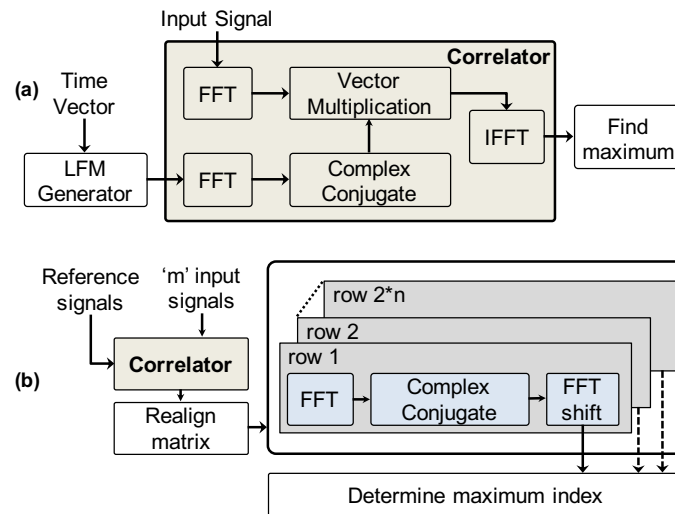 Input Signal
Correlator
(a)
Time
Vector
FFT
Vector
Multiplication
IFFT
Find
maximum
LFM
Generator
FFT
Complex
Conjugate
Reference
signals
‘m’ input
signals
row 2*n
row 2
row 1
(b)
Correlator
FFT
Complex
Conjugate
FFT
shift
Realign
matrix
Determine maximum index